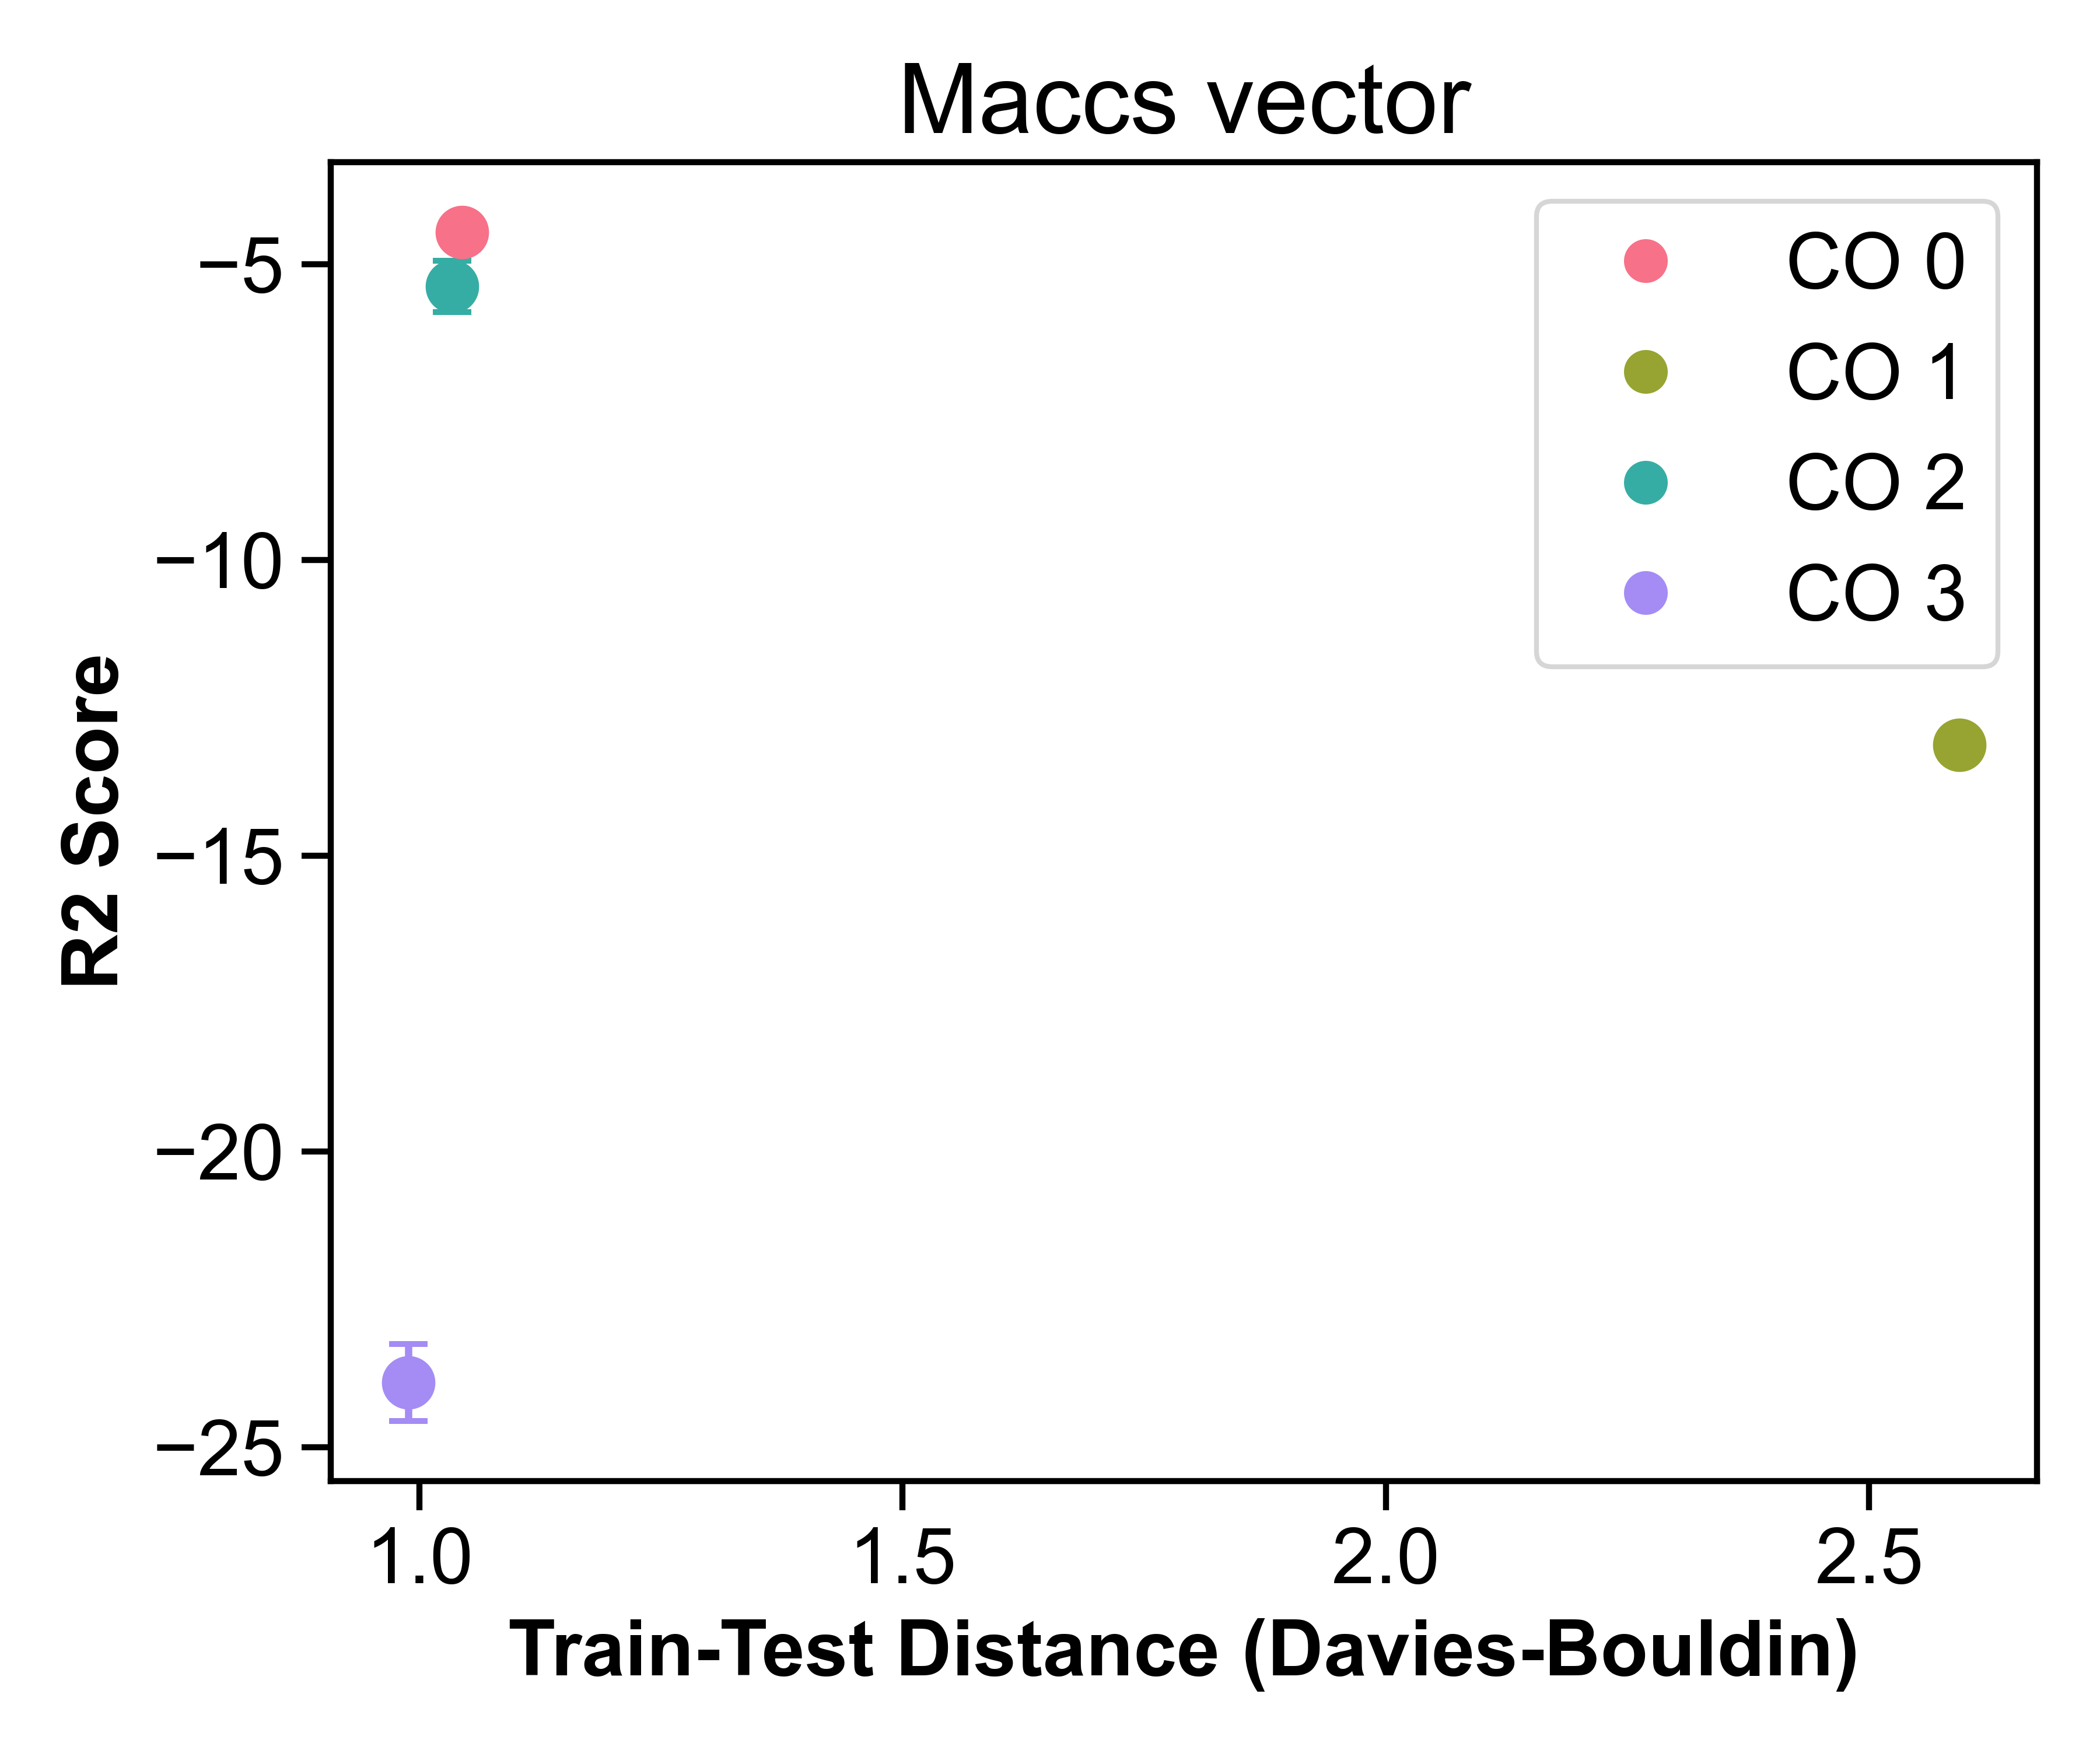 Maccs vector
CO 0
CO 1
CO 2
CO 3
R2 Score
−5
−10
−15
−20
−25
1.0
1.5
2.0
2.5
Train-Test Distance (Davies-Bouldin)